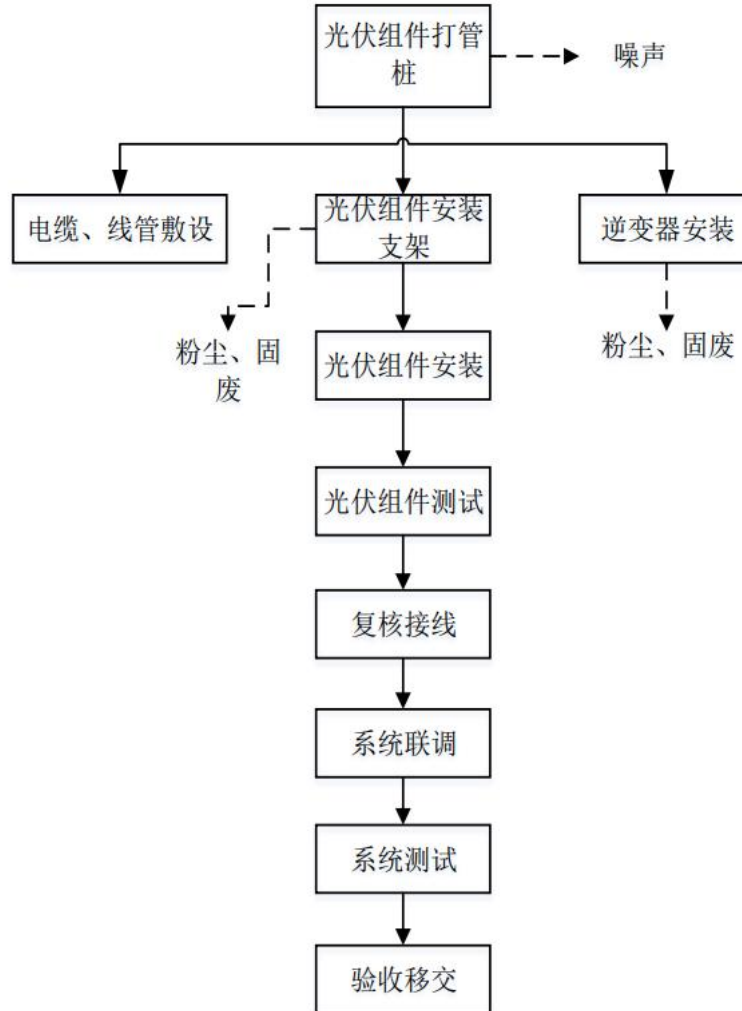 光伏组件打管
桩
噪声
电缆、线管敷设
光伏组件安装
支架
逆变器安装
粉尘、固
废
粉尘、固废
光伏组件安装
光伏组件测试
复核接线
系统联调
系统测试
验收移交